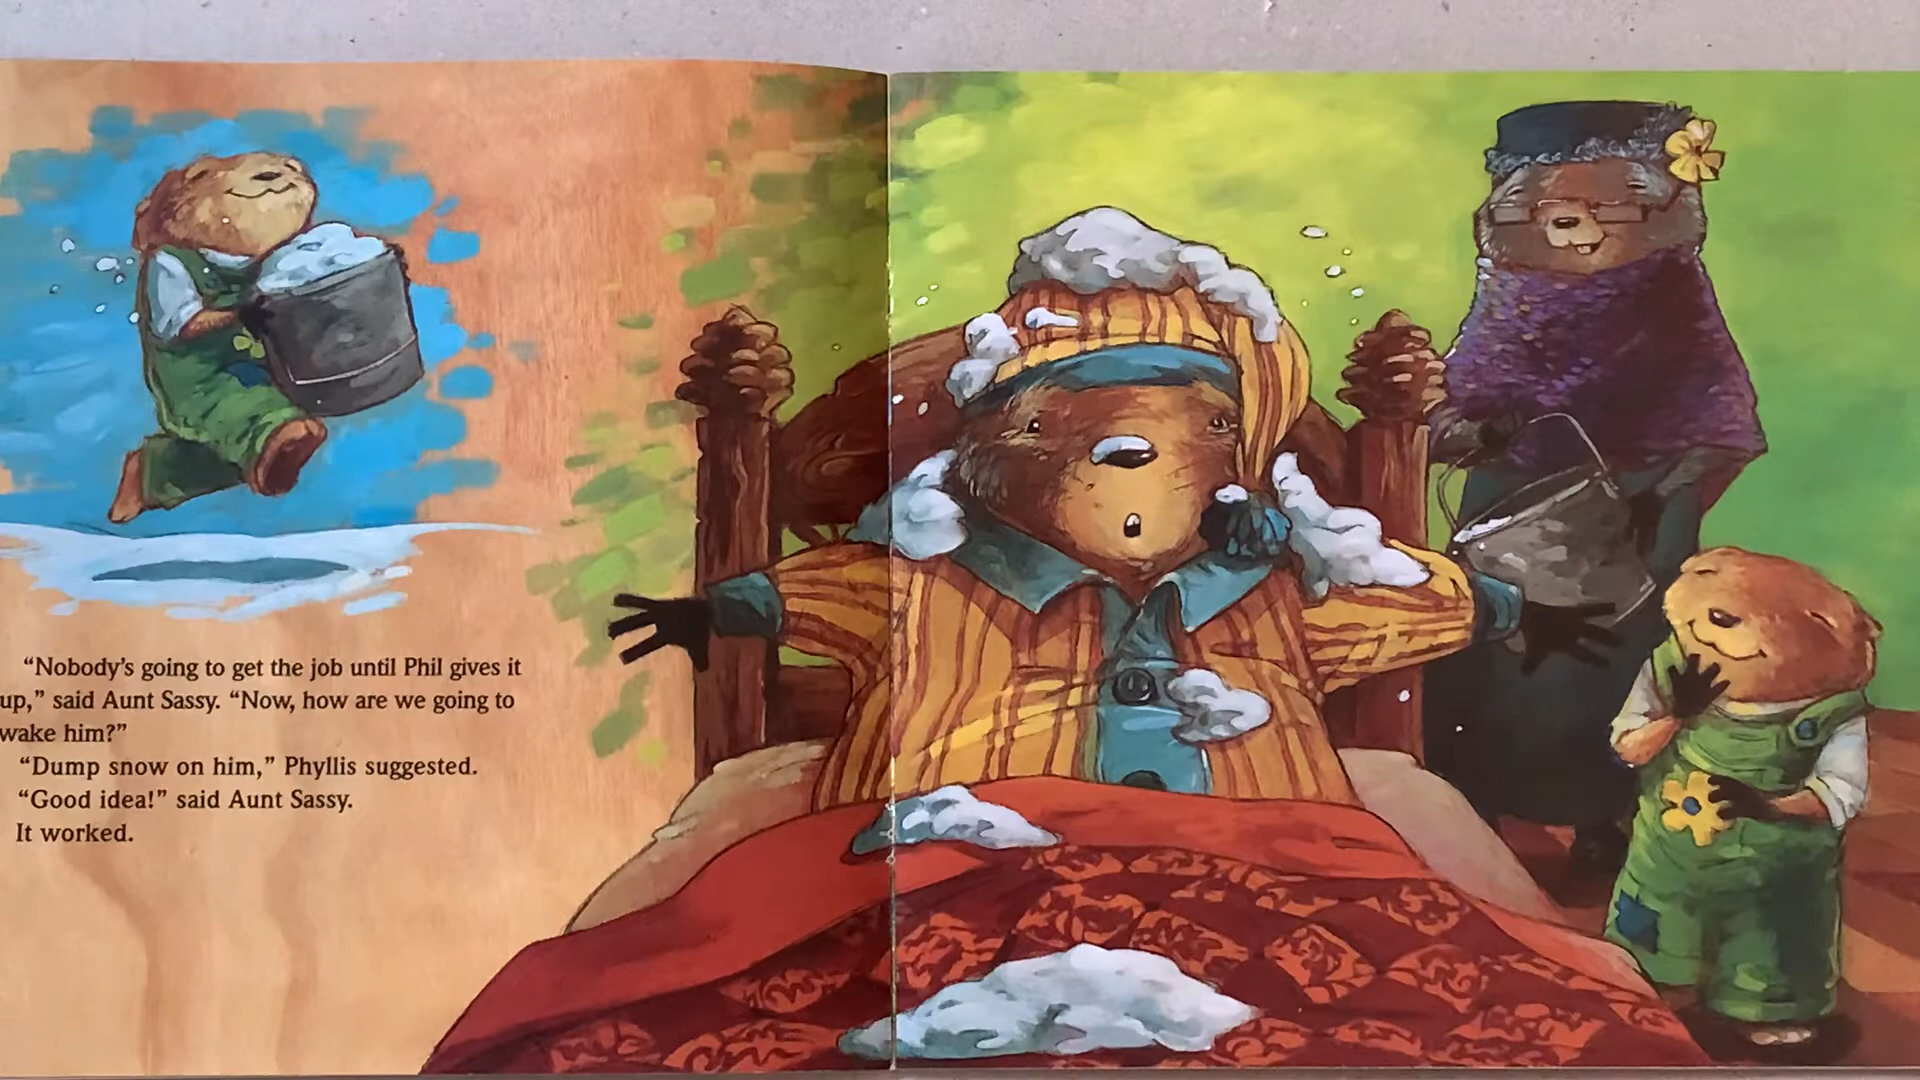 “Nobody’s going to get the job until Phil gives it
up,” said Aunt Sassy. “Now, how are we going to
wake him?”
“Dump snow on him,” Phyllis suggested.
“Good idea!” said Aunt Sassy.
It worked.